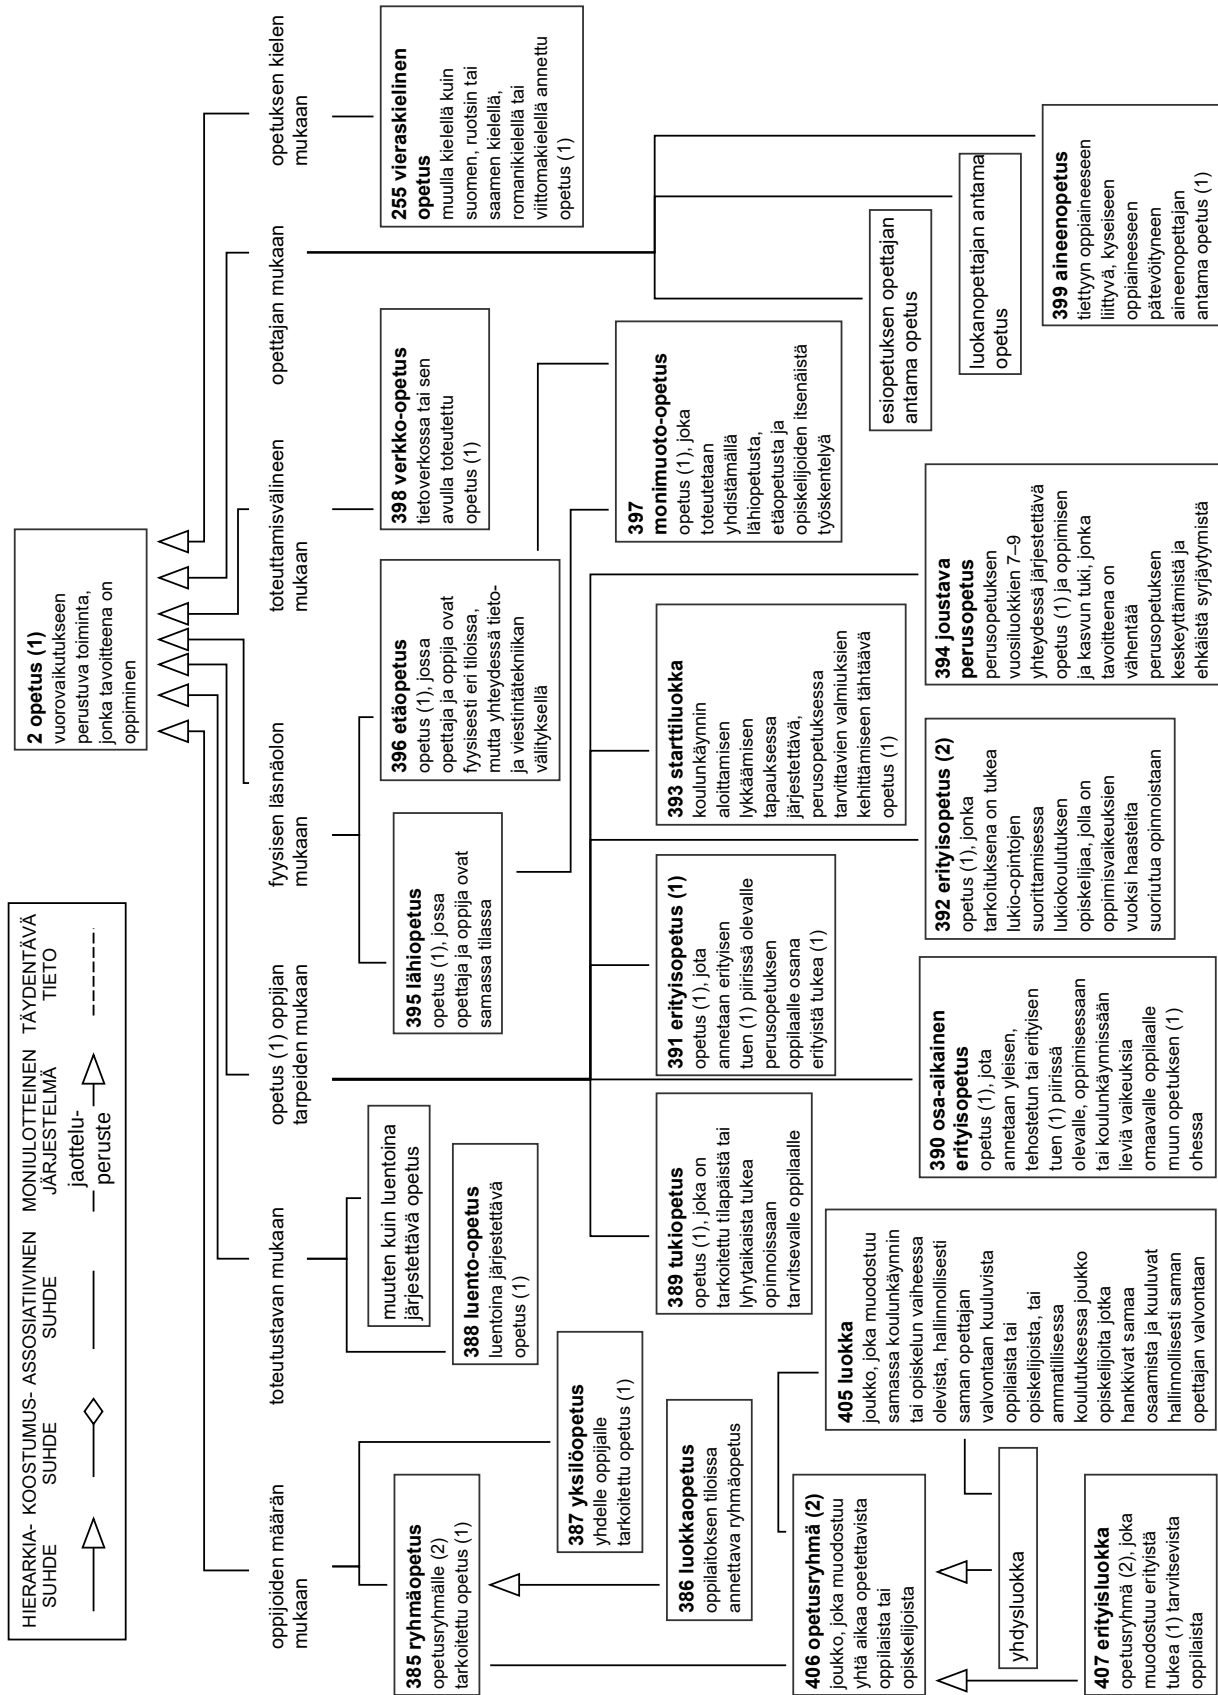 HIERARKIA- KOOSTUMUS- ASSOSIATIIVINEN MONIULOTTEINEN TÄYDENTÄVÄ
SUHDE SUHDE SUHDE JÄRJESTELMÄ TIETO
jaottelu-
peruste
2 opetus (1)
vuorovaikutukseen
perustuva toiminta,
jonka tavoitteena on
oppiminen
oppijoiden määrän
mukaan
toteutustavan mukaan
opetus (1) oppijan
tarpeiden mukaan
fyysisen läsnäolon
mukaan
toteuttamisvälineen
mukaan
opettajan mukaan
opetuksen kielen
mukaan
385 ryhmäopetus
opetusryhmälle (2)
tarkoitettu opetus (1)
387 yksilöopetus
yhdelle oppijalle
tarkoitettu opetus (1)
386 luokkaopetus
oppilaitoksen tiloissa
annettava ryhmäopetus
406 opetusryhmä (2)
joukko, joka muodostuu
yhtä aikaa opetettavista
oppilaista tai
opiskelijoista
yhdysluokka
407 erityisluokka
opetusryhmä (2), joka
muodostuu erityistä
tukea (1) tarvitsevista
oppilaista
405 luokka
joukko, joka muodostuu
samassa koulunkäynnin
tai opiskelun vaiheessa
olevista, hallinnollisesti
saman opettajan
valvontaan kuuluvista
oppilaista tai
opiskelijoista, tai
ammatillisessa
koulutuksessa joukko
opiskelijoita jotka
hankkivat samaa
osaamista ja kuuluvat
hallinnollisesti saman
opettajan valvontaan
muuten kuin luentoina
järjestettävä opetus
388 luento-opetus
luentoina järjestettävä
opetus (1)
389 tukiopetus
opetus (1), joka on
tarkoitettu tilapäistä tai
lyhytaikaista tukea
opinnoissaan
tarvitsevalle oppilaalle
390 osa-aikainen
erityisopetus
opetus (1), jota
annetaan yleisen,
tehostetun tai erityisen
tuen (1) piirissä
olevalle, oppimisessaan
tai koulunkäynnissään
lieviä vaikeuksia
omaavalle oppilaalle
muun opetuksen (1)
ohessa
391 erityisopetus (1)
opetus (1), jota
annetaan erityisen
tuen (1) piirissä olevalle
perusopetuksen
oppilaalle osana
erityistä tukea (1)
392 erityisopetus (2)
opetus (1), jonka
tarkoituksena on tukea
lukio-opintojen
suorittamisessa
lukiokoulutuksen
opiskelijaa, jolla on
oppimisvaikeuksien
vuoksi haasteita
suoriutua opinnoistaan
393 starttiluokka
koulunkäynnin
aloittamisen
lykkäämisen
tapauksessa
järjestettävä,
perusopetuksessa
tarvittavien valmiuksien
kehittämiseen tähtäävä
opetus (1)
394 joustava
perusopetus
perusopetuksen
vuosiluokkien 7–9
yhteydessä järjestettävä
opetus (1) ja oppimisen
ja kasvun tuki, jonka
tavoitteena on
vähentää
perusopetuksen
keskeyttämistä ja
ehkäistä syrjäytymistä
395 lähiopetus
opetus (1), jossa
opettaja ja oppija ovat
samassa tilassa
396 etäopetus
opetus (1), jossa
opettaja ja oppija ovat
fyysisesti eri tiloissa,
mutta yhteydessä tieto-
ja viestintätekniikan
välityksellä
397
monimuoto-opetus
opetus (1), joka
toteutetaan
yhdistämällä
lähiopetusta,
etäopetusta ja
opiskelijoiden itsenäistä
työskentelyä
398 verkko-opetus
tietoverkossa tai sen
avulla toteutettu
opetus (1)
esiopetuksen opettajan
antama opetus
luokanopettajan antama
opetus
399 aineenopetus
tiettyyn oppiaineeseen
liittyvä, kyseiseen
oppiaineeseen
pätevöityneen
aineenopettajan
antama opetus (1)
255 vieraskielinen
opetus
muulla kielellä kuin
suomen, ruotsin tai
saamen kielellä,
romanikielellä tai
viittomakielellä annettu
opetus (1)